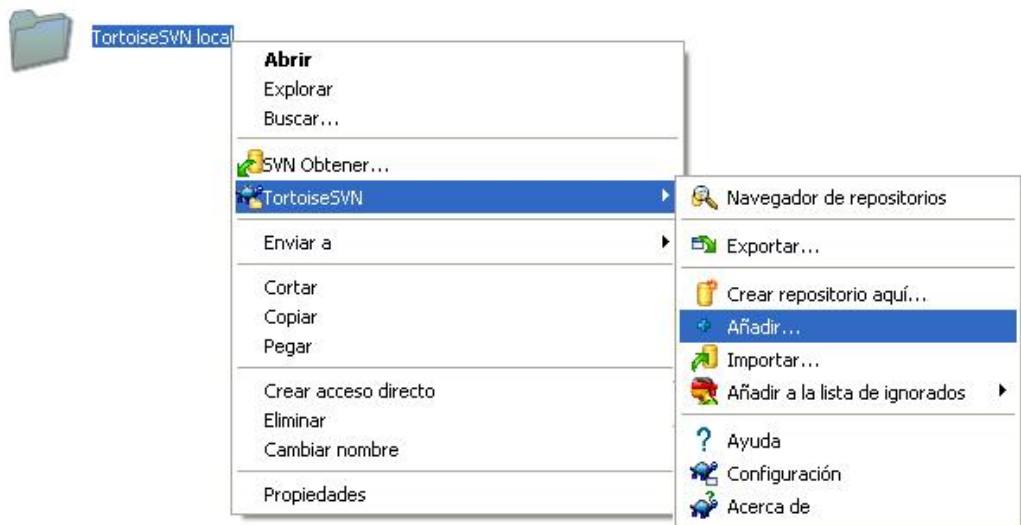 TortoiseSVN local
Abrir
Explorar
Buscar...
SVN Obtener...
TortoiseSVN
Enviar a
Cortar
Copiar
Pegar
Crear acceso directo
Eliminar
Cambiar nombre
Propiedades
Navegador de repositorios
Exportar...
Crear repositorio aquí...
Añadir...
Importar...
Añadir a la lista de ignorados
Ayuda
Configuración
Acerca de